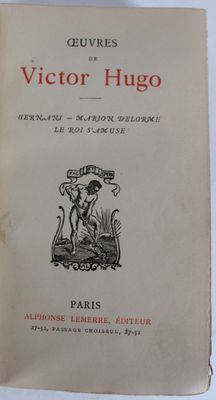 ŒUVRES
DE
Victor Hugo
HERNANI — MARION DELORME
LE ROI S'AMUSE
PARIS
ALPHONSE LEMERRE, ÉDITEUR
27-31, PASSAGE CHOISEUL, 27-31